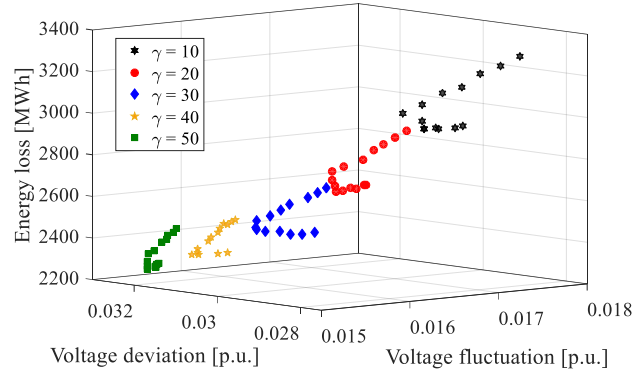 3400
3200
3000
2800
2600
2400
2200
Energy loss [MWh]
γ = 10
γ = 20
γ = 30
γ = 40
γ = 50
0.032
0.03
0.028
Voltage deviation [p.u.]
0.015
0.016
0.017
0.018
Voltage fluctuation [p.u.]